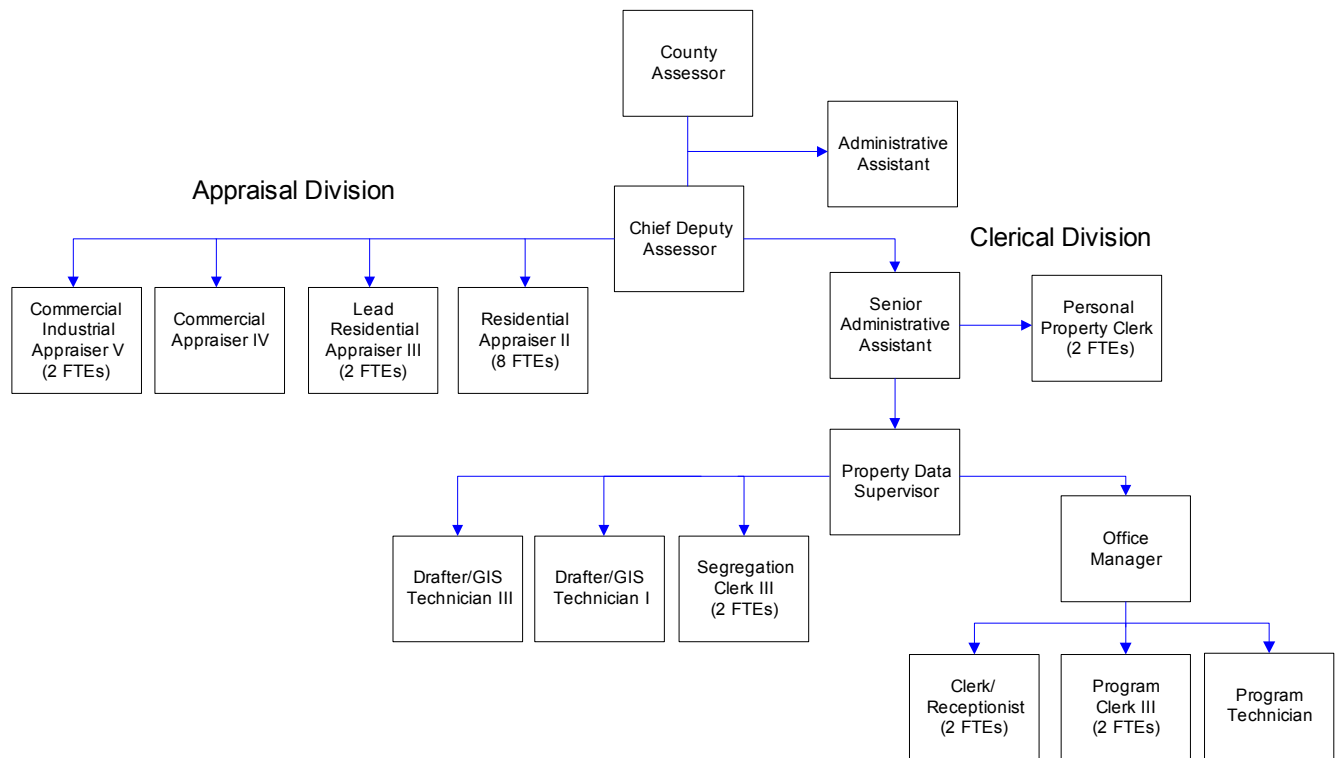 County
Assessor
Administrative
Assistant
Appraisal Division
Chief Deputy
Assessor
Clerical Division
Commercial
Industrial
Appraiser V
(2 FTEs)
Commercial
Appraiser IV
Lead
Residential
Appraiser III
(2 FTEs)
Residential
Appraiser II
(8 FTEs)
Senior
Administrative
Assistant
Personal
Property Clerk
(2 FTEs)
Property Data
Supervisor
Drafter/GIS
Technician III
Drafter/GIS
Technician I
Segregation
Clerk III
(2 FTEs)
Office
Manager
Clerk/
Receptionist
(2 FTEs)
Program
Clerk III
(2 FTEs)
Program
Technician